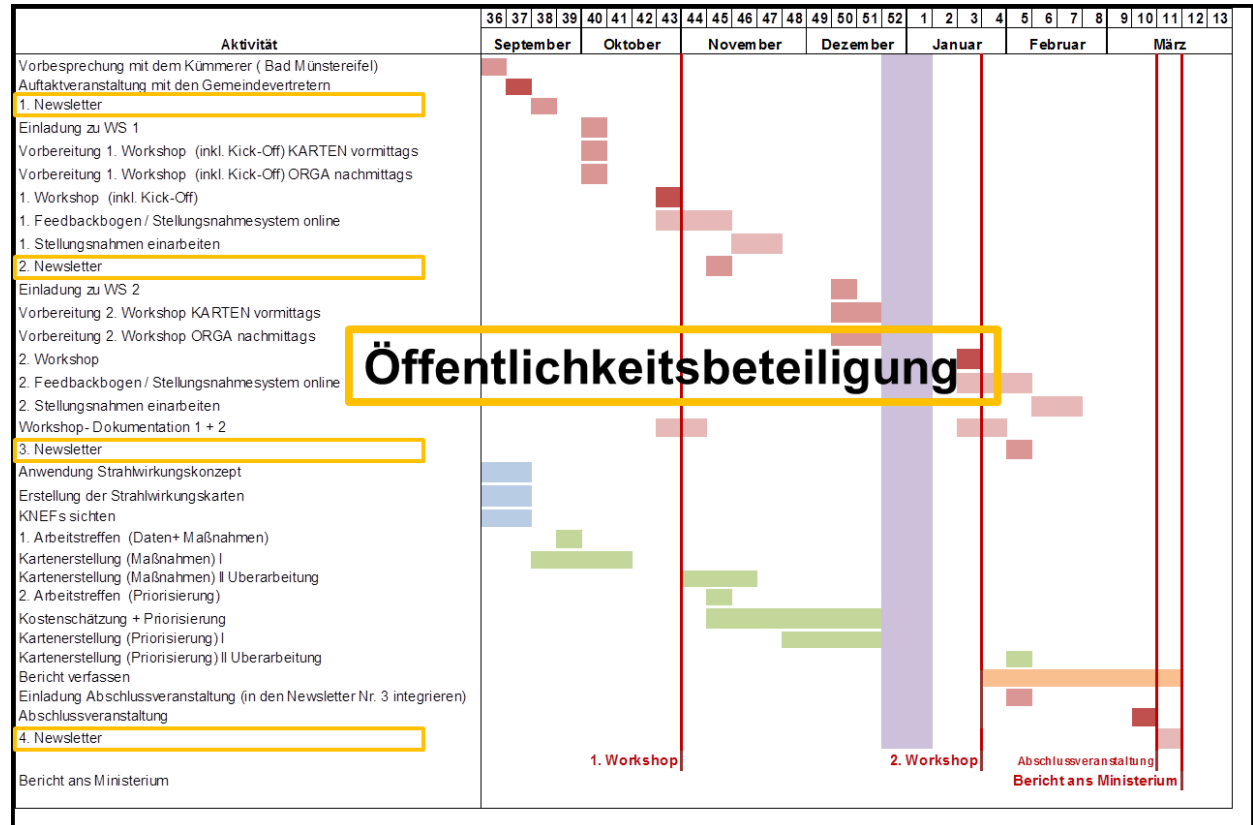 36 37 38 39 40 41 42 43 44 45 46 47 48 49 50 51 52 1 2 3 4 5 6 7 8 9 10 11 12 13
Aktivität September Oktober November Dezember Januar Februar März
Vorbesprechung mit dem Kümmerer ( Bad Münstereifel)
Auftaktveranstaltung mit den Gemeindevertretern
1. Newsletter
Einladung zu WS 1
Vorbereitung 1. Workshop (inkl. Kick-Off) KARTEN vormittags
Vorbereitung 1. Workshop (inkl. Kick-Off) ORGA nachmittags
1. Workshop (inkl. Kick-Off)
1. Feedbackbogen / Stellungsnahmesystem online
1. Stellungsnahmen einarbeiten
2. Newsletter
Einladung zu WS 2
Vorbereitung 2. Workshop KARTEN vormittags
Vorbereitung 2. Workshop ORGA nachmittags
Öffentlichkeitsbeteiligung
2. Workshop
2. Feedbackbogen / Stellungsnahmesystem online
2. Stellungsnahmen einarbeiten
Workshop- Dokumentation 1 + 2
3. Newsletter
Anwendung Strahlwirkungskonzept
Erstellung der Strahlwirkungskarten
KNEFs sichten
1. Arbeitstreffen (Daten+ Maßnahmen)
Kartenerstellung (Maßnahmen) I
Kartenerstellung (Maßnahmen) II Uberarbeitung
2. Arbeitstreffen (Priorisierung)
Kostenschätzung + Priorisierung
Kartenerstellung (Priorisierung) I
Kartenerstellung (Priorisierung) II Uberarbeitung
Bericht verfassen
Einladung Abschlussveranstaltung (in den Newsletter Nr. 3 integrieren)
Abschlussveranstaltung
4. Newsletter
1. Workshop 2. Workshop Abschlussveranstaltung
Bericht ans Ministerium Bericht ans Ministerium